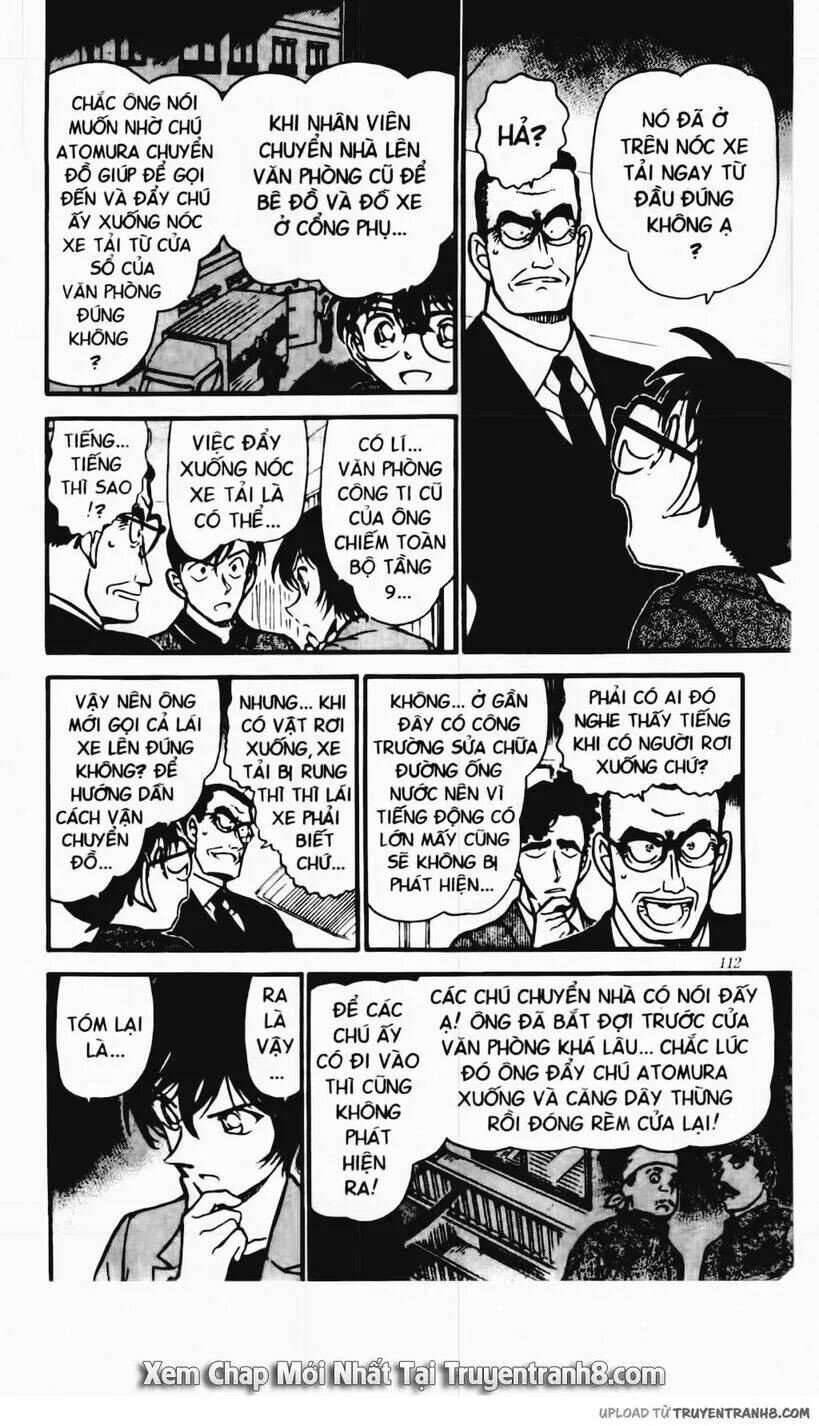 NÓ ĐÃ Ở
TRÊN NÓC XE
TẢI NGAY TỪ
ĐẦU ĐÚNG
KHÔNG Ạ
?
HẢ?
KHI NHÂN VIÊN
CHUYỂN NHÀ LÊN
VĂN PHÒNG CŨ ĐỂ
BÊ ĐỒ VÀ ĐỖ XE
Ở CỔNG PHỤ...
CHẮC ÔNG NÓI
MUỐN NHỜ CHÚ
ATOMURA CHUYỂN
ĐỒ GIÚP ĐỂ GỌI
ĐẾN VÀ ĐẨY CHÚ
ẤY XUỐNG NÓC
XE TẢI TỪ CỬA
SỔ CỦA
VĂN PHÒNG
ĐÚNG
KHÔNG
?
CÓ LÍ...
VĂN PHÒNG
CÔNG TI CŨ
CỦA ÔNG
CHIẾM TOÀN
BỘ TẦNG
9...
VIỆC ĐẨY
XUỐNG NÓC
XE TẢI LÀ
CÓ THỂ...
TIẾNG...
TIẾNG
THÌ SAO
!?
PHẢI CÓ AI ĐÓ
NGHE THẤY TIẾNG
KHI CÓ NGƯỜI RƠI
XUỐNG CHỨ?
KHÔNG... Ở GẦN
ĐÂY CÓ CÔNG
TRƯỜNG SỬA CHỮA
ĐƯỜNG ỐNG
NƯỚC NÊN VÌ
TIẾNG ĐỘNG CÓ
LỚN MẤY CŨNG
SẼ KHÔNG BỊ
PHÁT HIỆN...
NHƯNG... KHI
CÓ VẬT RƠI
XUỐNG, XE
TẢI BỊ RUNG
THÌ THÌ LÁI
XE PHẢI
BIẾT
CHỨ...
VẬY NÊN ÔNG
MỚI GỌI CẢ LÁI
XE LÊN ĐÚNG
KHÔNG? ĐỂ
HƯỚNG DẪN
CÁCH VẬN
CHUYỂN
ĐỒ...
112
CÁC CHÚ CHUYỂN NHÀ CÓ NÓI ĐẤY
Ạ! ÔNG ĐÃ BẮT ĐỢI TRƯỚC CỬA
VĂN PHÒNG KHÁ LÂU... CHẮC LÚC
ĐÓ ÔNG ĐẨY CHÚ ATOMURA
XUỐNG VÀ CĂNG DÂY THỪNG
RỒI ĐÓNG RÈM CỬA LẠI!
ĐỂ CÁC
CHÚ ẤY
CÓ ĐI VÀO
THÌ CŨNG
KHÔNG
PHÁT
HIỆN
RA!
RA
LÀ
VẬY
...
TÓM LẠI
LÀ...
Xem Chap Mới Nhất Tại Truyentranh8.com
UPLOAD TỪ TRUYENTRANH8.COM